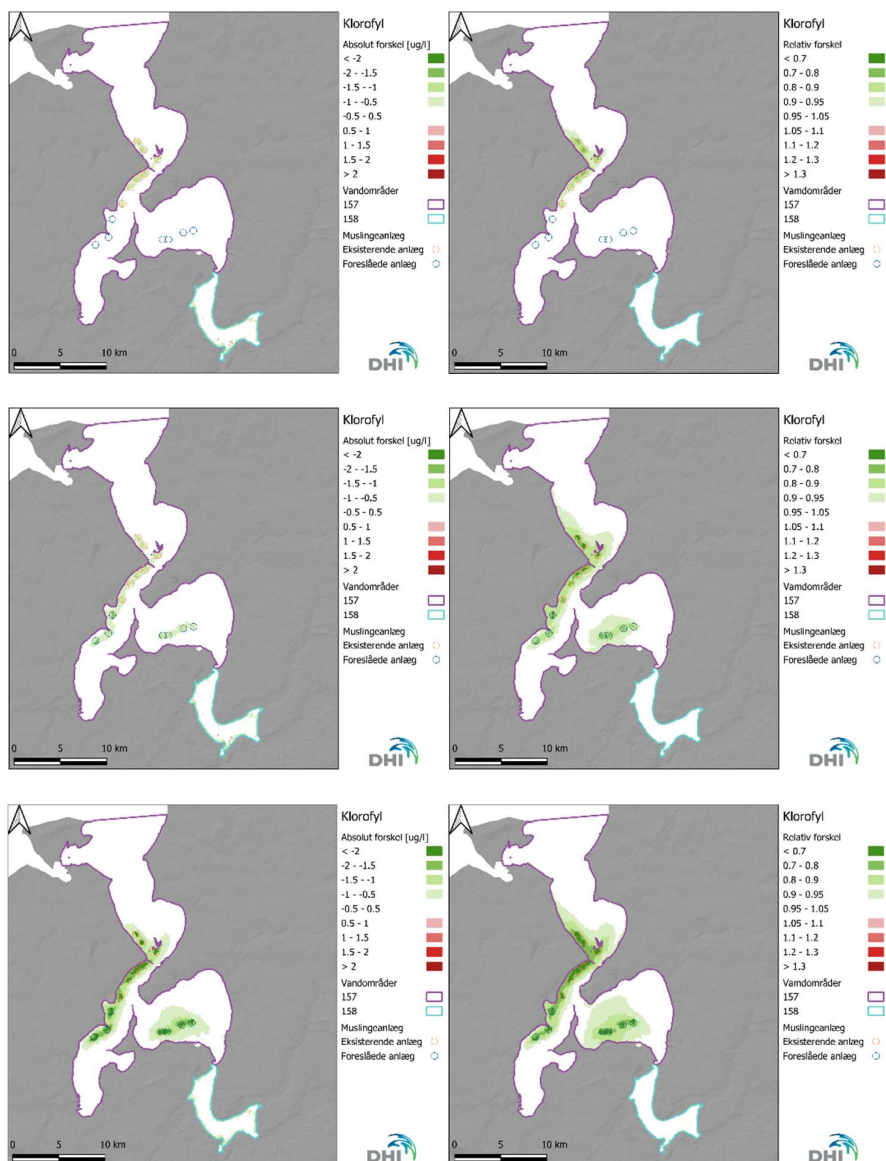 Klorofyl
Absolut forskel [ug/l]
< -2
-2 - -1.5
-1.5 - -1
-1 - -0.5
-0.5 - 0.5
0.5 - 1
1 - 1.5
1.5 - 2
> 2
Vandområder
157
158
Muslingeanlæg
Eksisterende anlæg
Foreslåede anlæg
0 5 10 km
DHI
Klorofyl
Relativ forskel
< 0.7
0.7 - 0.8
0.8 - 0.9
0.9 - 0.95
0.95 - 1.05
1.05 - 1.1
1.1 - 1.2
1.2 - 1.3
> 1.3
Vandområder
157
158
Muslingeanlæg
Eksisterende anlæg
Foreslåede anlæg
0 5 10 km
DHI
Klorofyl
Absolut forskel [ug/l]
< -2
-2 - -1.5
-1.5 - -1
-1 - -0.5
-0.5 - 0.5
0.5 - 1
1 - 1.5
1.5 - 2
> 2
Vandområder
157
158
Muslingeanlæg
Eksisterende anlæg
Foreslåede anlæg
0 5 10 km
DHI
Klorofyl
Relativ forskel
< 0.7
0.7 - 0.8
0.8 - 0.9
0.9 - 0.95
0.95 - 1.05
1.05 - 1.1
1.1 - 1.2
1.2 - 1.3
> 1.3
Vandområder
157
158
Muslingeanlæg
Eksisterende anlæg
Foreslåede anlæg
0 5 10 km
DHI
Klorofyl
Absolut forskel [ug/l]
< -2
-2 - -1.5
-1.5 - -1
-1 - -0.5
-0.5 - 0.5
0.5 - 1
1 - 1.5
1.5 - 2
> 2
Vandområder
157
158
Muslingeanlæg
Eksisterende anlæg
Foreslåede anlæg
0 5 10 km
DHI
Klorofyl
Relativ forskel
< 0.7
0.7 - 0.8
0.8 - 0.9
0.9 - 0.95
0.95 - 1.05
1.05 - 1.1
1.1 - 1.2
1.2 - 1.3
> 1.3
Vandområder
157
158
Muslingeanlæg
Eksisterende anlæg
Foreslåede anlæg
0 5 10 km
DHI